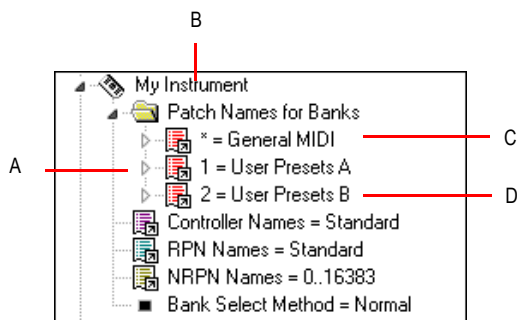 B
My Instrument
Patch Names for Banks
* = General MIDI
C
A
1 = User Presets A
2 = User Presets B
D
Controller Names = Standard
RPN Names = Standard
NRPN Names = 0..16383
Bank Select Method = Normal